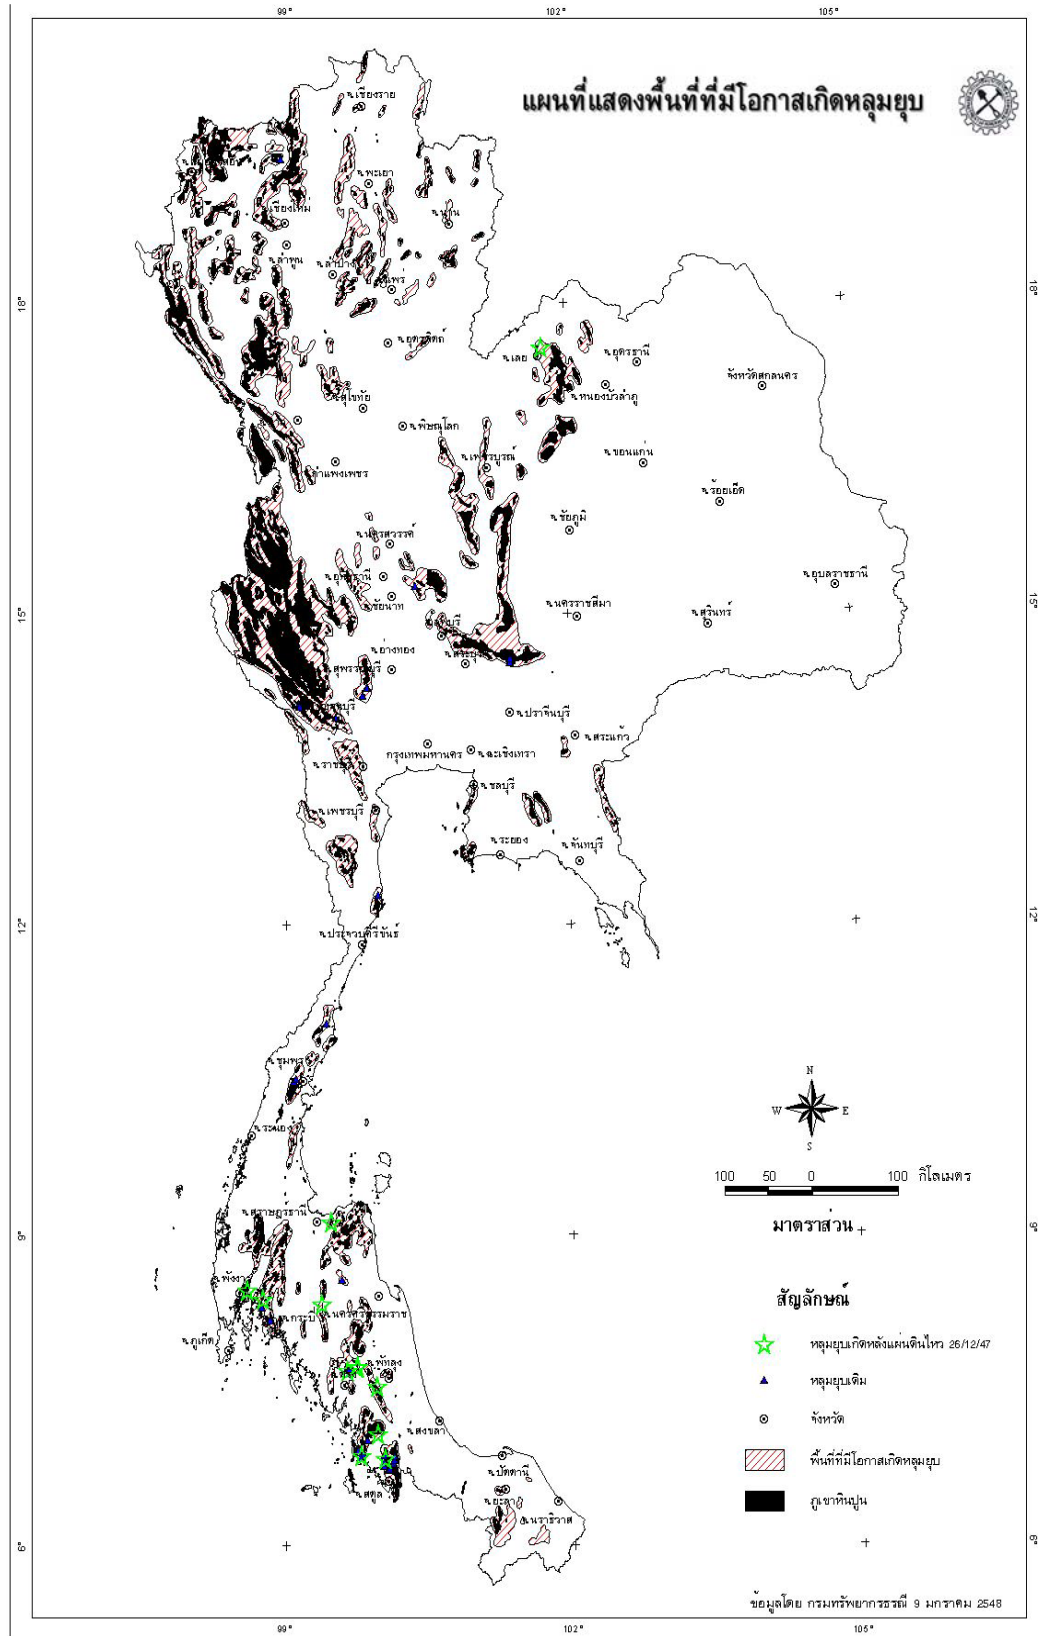 99° 102° 105°
แผนที่แสดงพื้นที่ที่มีโอกาสเกิดหลุมยุบ
จ.เชียงราย
จ.พะเยา
จ.เชียงใหม่
จ.น่าน
จ.ลำพูน
จ.ลำปาง
18° 18°
จ.อุตรดิตถ์
จ.เลย
จ.อุดรธานี
จังหวัดสกลนคร
จ.สุโขทัย
จ.หนองบัวลำภู
จ.พิษณุโลก
จ.เพชรบูรณ์
จ.ขอนแก่น
จ.กำแพงเพชร
จ.ร้อยเอ็ด
จ.ชัยภูมิ
จ.นครสวรรค์
จ.อุทัยธานี
จ.อุบลราชธานี
จ.ชัยนาท
จ.นครราชสีมา
15° 15°
จ.สุรินทร์
จ.ลพบุรี
จ.อ่างทอง
จ.สระบุรี
จ.สุพรรณบุรี
จ.ปราจีนบุรี
จ.สระแก้ว
กรุงเทพมหานคร
จ.ฉะเชิงเทรา
จ.ราชบุรี
จ.ชลบุรี
จ.เพชรบุรี
จ.ระยอง
จ.จันทบุรี
12° 12°
จ.ประจวบคีรีขันธ์
จ.ชุมพร
N
W E
S
จ.ระนอง
100 50 0 100 กิโลเมตร
จ.สุราษฎร์ธานี
มาตราส่วน
9° 9°
จ.พังงา
สัญลักษณ์
จ.กระบี่
จ.นครศรีธรรมราช
จ.ภูเก็ต
หลุมยุบเกิดหลังแผ่นดินไหว 26/12/47
จ.พัทลุง
หลุมยุบเดิม
จังหวัด
จ.สงขลา
พื้นที่ที่มีโอกาสเกิดหลุมยุบ
จ.ปัตตานี
จ.สตูล
จ.ยะลา
ภูเขาหินปูน
จ.นราธิวาส
6° 6°
ข้อมูลโดย กรมทรัพยากรธรณี 9 มกราคม 2548
99° 102° 105°